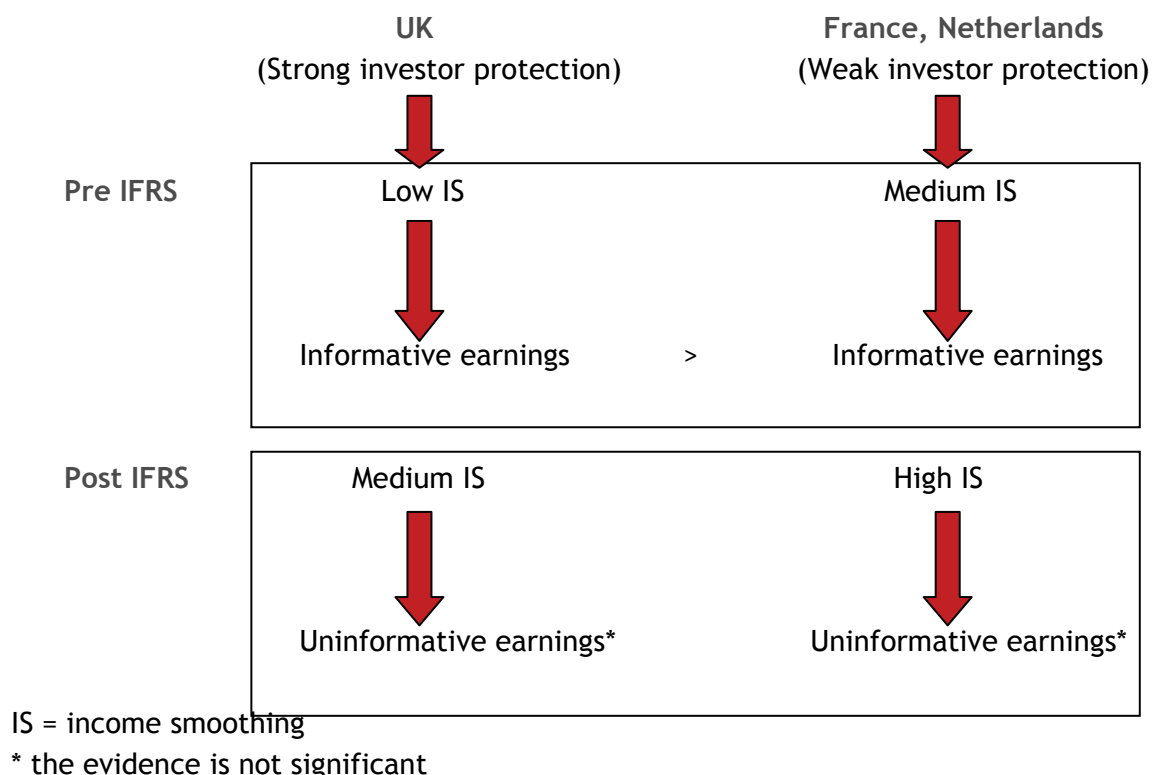 UK France, Netherlands
(Strong investor protection) (Weak investor protection)
Pre IFRS Low IS Medium IS
Informative earnings > Informative earnings
Post IFRS Medium IS High IS
Uninformative earnings* Uninformative earnings*
IS = income smoothing
* the evidence is not significant